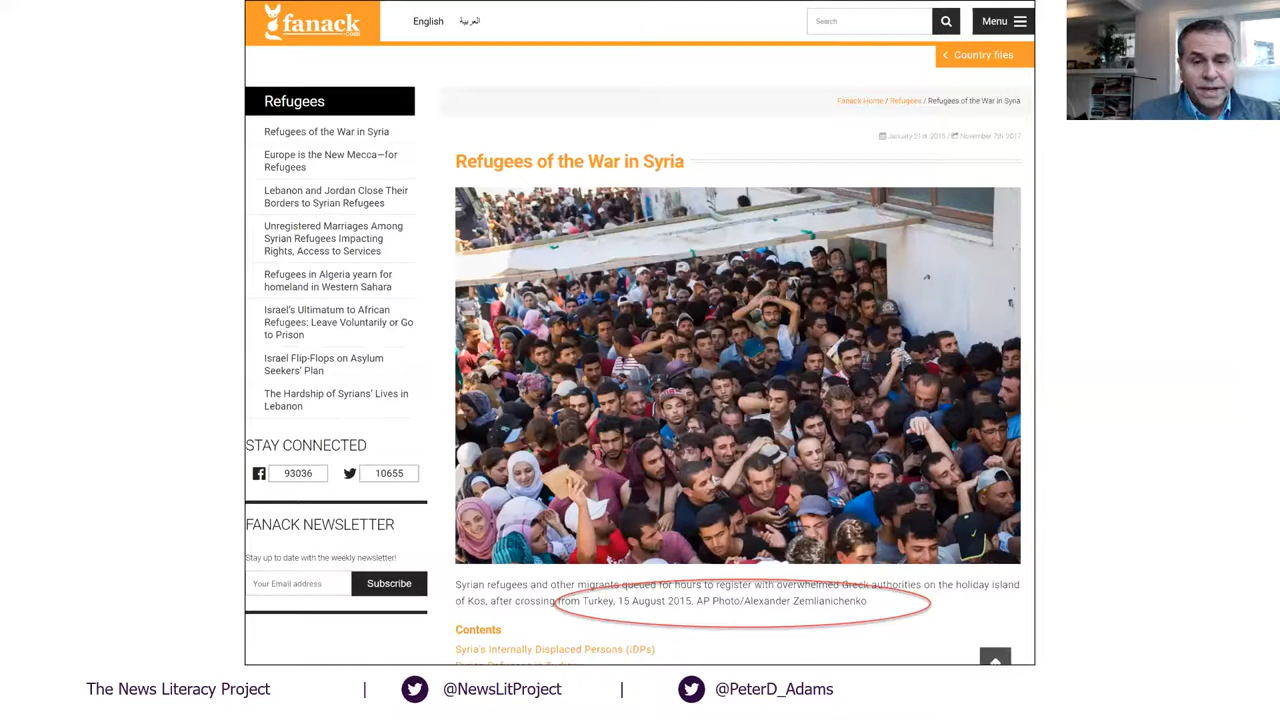 fanack
.com
English
العربية
Search
Menu
Country files
Refugees
Fanack Home / Refugees / Refugees of the War in Syria
Refugees of the War in Syria
January 21st 2015 / November 7th 2017
Europe is the New Mecca—for
Refugees
Refugees of the War in Syria
Lebanon and Jordan Close Their
Borders to Syrian Refugees
Unregistered Marriages Among
Syrian Refugees Impacting
Rights, Access to Services
Refugees in Algeria yearn for
homeland in Western Sahara
Israel's Ultimatum to African
Refugees: Leave Voluntarily or Go
to Prison
Israel Flip-Flops on Asylum
Seekers' Plan
The Hardship of Syrians' Lives in
Lebanon
STAY CONNECTED
93036
10655
FANACK NEWSLETTER
Stay up to date with the weekly newsletter!
Your Email address
Subscribe
Syrian refugees and other migrants queued for hours to register with overwhelmed Greek authorities on the holiday island
of Kos, after crossing from Turkey, 15 August 2015. AP Photo/Alexander Zemlianichenko
Contents
Syria's Internally Displaced Persons (IDPs)
The News Literacy Project | @NewsLitProject | @PeterD_Adams